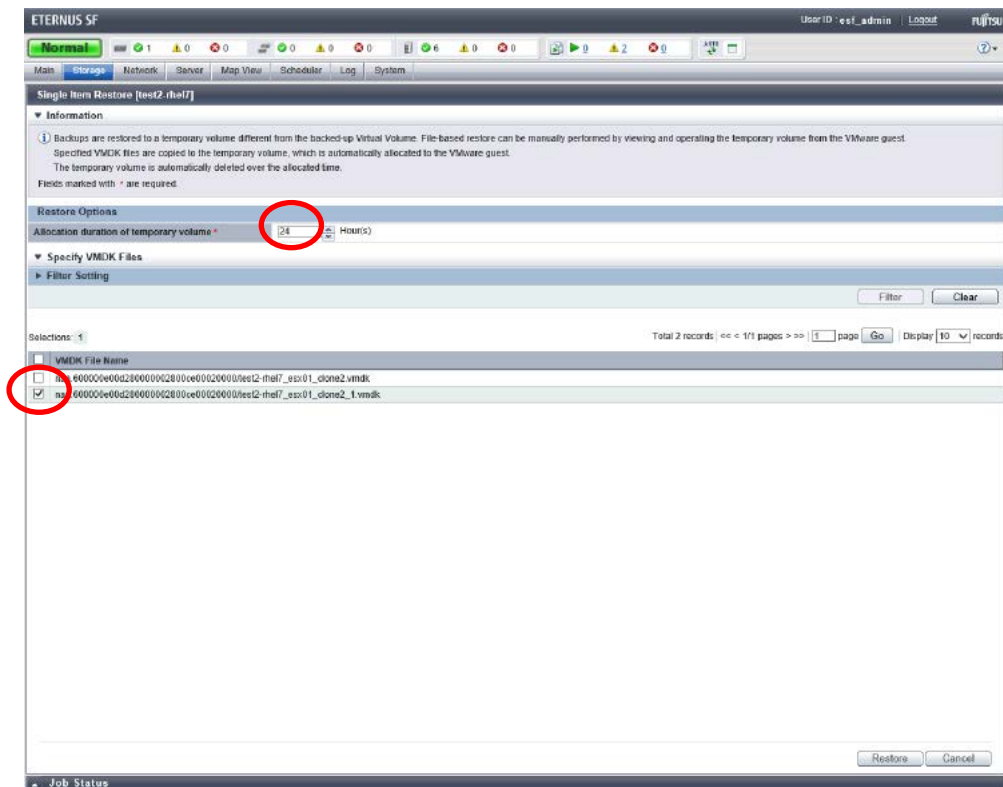 ETERNUS SF
User ID : esf_admin Logout FUJITSU
Normal 1 0 0 0 0 0 6 0 0 0 2 0
Main Storage Network Server Map View Scheduler Log System
Single Item Restore [test2-rhel7]
Information
Backups are restored to a temporary volume different from the backed-up Virtual Volume. File-based restore can be manually performed by viewing and operating the temporary volume from the VMware guest.
Specified VMDK files are copied to the temporary volume, which is automatically allocated to the VMware guest.
The temporary volume is automatically deleted over the allocated time.
Fields marked with * are required.
Restore Options
Allocation duration of temporary volume * 24 Hour(s)
Specify VMDK Files
Filter Setting
Filter Clear
Selections: 1 Total 2 records << < 1/1 pages > >> 1 page Go Display 10 records
VMDK File Name
test2-rhel7_esx01_clone2.vmdk
test2-rhel7_esx01_clone2_1.vmdk
Restore Cancel
Job Status